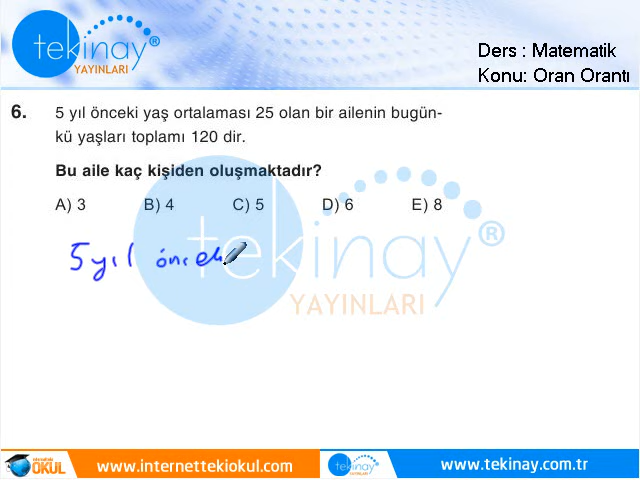 tekinay®
YAYINLARI
Ders : Matematik
Konu: Oran Orantı
6. 5 yıl önceki yaş ortalaması 25 olan bir ailenin bugün-
kü yaşları toplamı 120 dir.
Bu aile kaç kişiden oluşmaktadır?
A) 3 B) 4 C) 5 D) 6 E) 8
5 yıl öncek
tekinay®
YAYINLARI
internetteki
OKUL
www.internettekiokul.com
tekinay
YAYINLARI
www.tekinay.com.tr